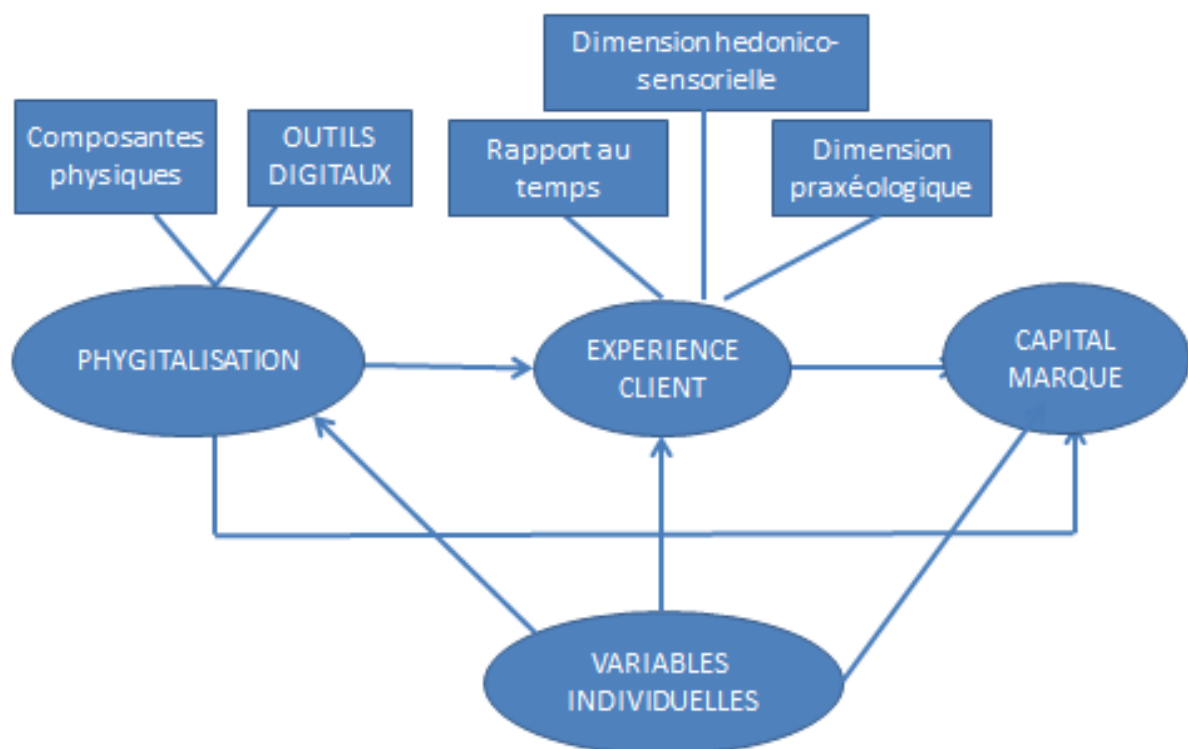 Dimension hedonico-
sensorielle
Composantes
physiques
OUTILS
DIGITAUX
Rapport au
temps
Dimension
praxéologique
PHYGITALISATION
EXPERIENCE
CLIENT
CAPITAL
MARQUE
VARIABLES
INDIVIDUELLES